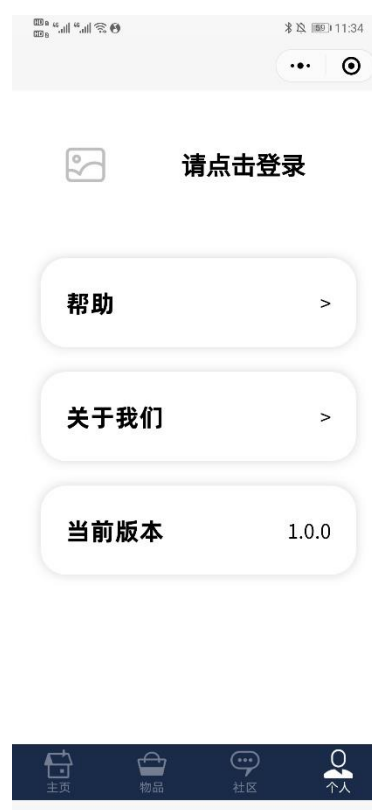 11:34
请点击登录
帮助 >
关于我们 >
当前版本 1.0.0
主页 物品 社区 个人